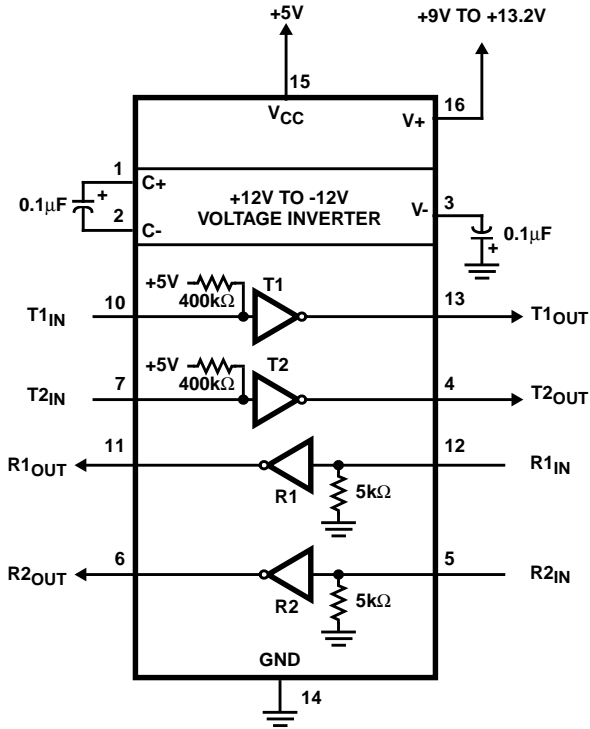 +5V
+9V TO +13.2V
15
16
VCC
V+
1
C+
+
0.1μF
2
C-
+12V TO -12V
VOLTAGE INVERTER
V-
3
0.1μF
+
+5V
400kΩ
T1
T1IN
10
13
T1OUT
+5V
400kΩ
T2
T2IN
7
4
T2OUT
R1OUT
11
R1
5kΩ
12
R1IN
R2OUT
6
R2
5kΩ
5
R2IN
GND
14